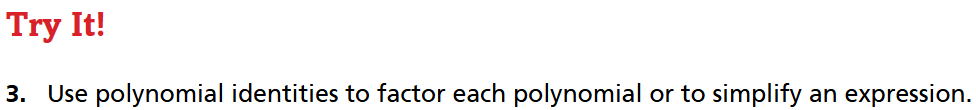 Try It!
3. Use polynomial identities to factor each polynomial or to simplify an expression.